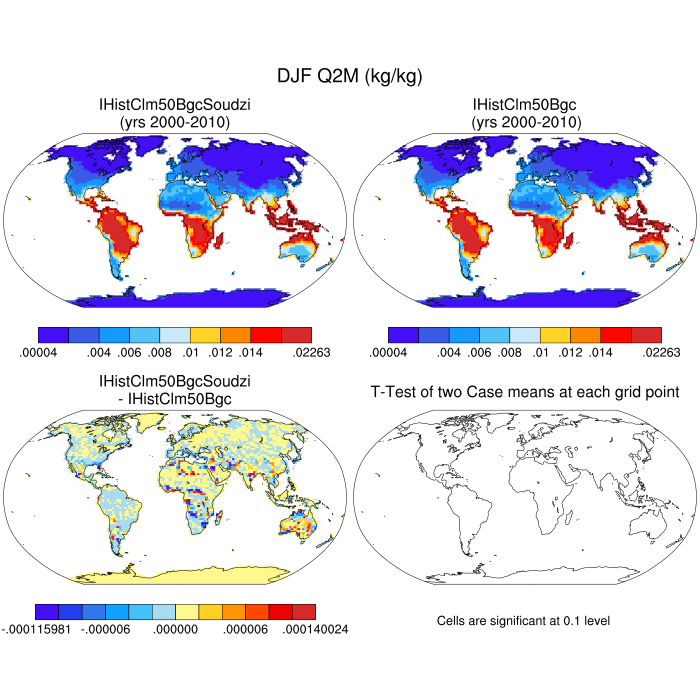 DJF Q2M (kg/kg)
IHistClm50BgcSoudzi
(yrs 2000-2010)
IHistClm50Bgc
(yrs 2000-2010)
.00004 .004 .006 .008 .01 .012 .014 .02263
.00004 .004 .006 .008 .01 .012 .014 .02263
IHistClm50BgcSoudzi
- IHistClm50Bgc
T-Test of two Case means at each grid point
-.000115981 -.000006 .000000 .000006 .000140024
Cells are significant at 0.1 level